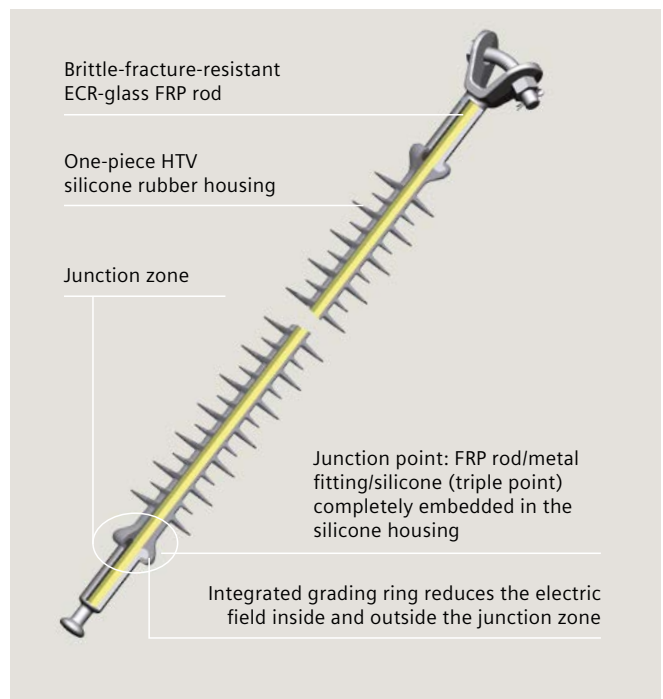 Brittle-fracture-resistant
ECR-glass FRP rod
One-piece HTV
silicone rubber housing
Junction zone
Junction point: FRP rod/metal
fitting/silicone (triple point)
completely embedded in the
silicone housing
Integrated grading ring reduces the electric
field inside and outside the junction zone